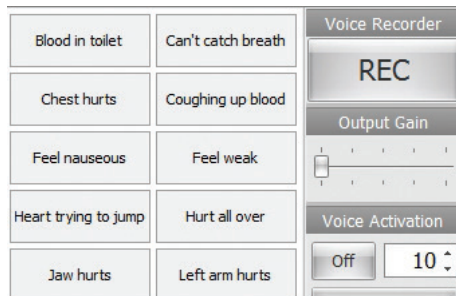 Blood in toilet
Can't catch breath
Chest hurts
Coughing up blood
Feel nauseous
Feel weak
Heart trying to jump
Hurt all over
Jaw hurts
Left arm hurts
Voice Recorder
REC
Output Gain
Voice Activation
Off
10